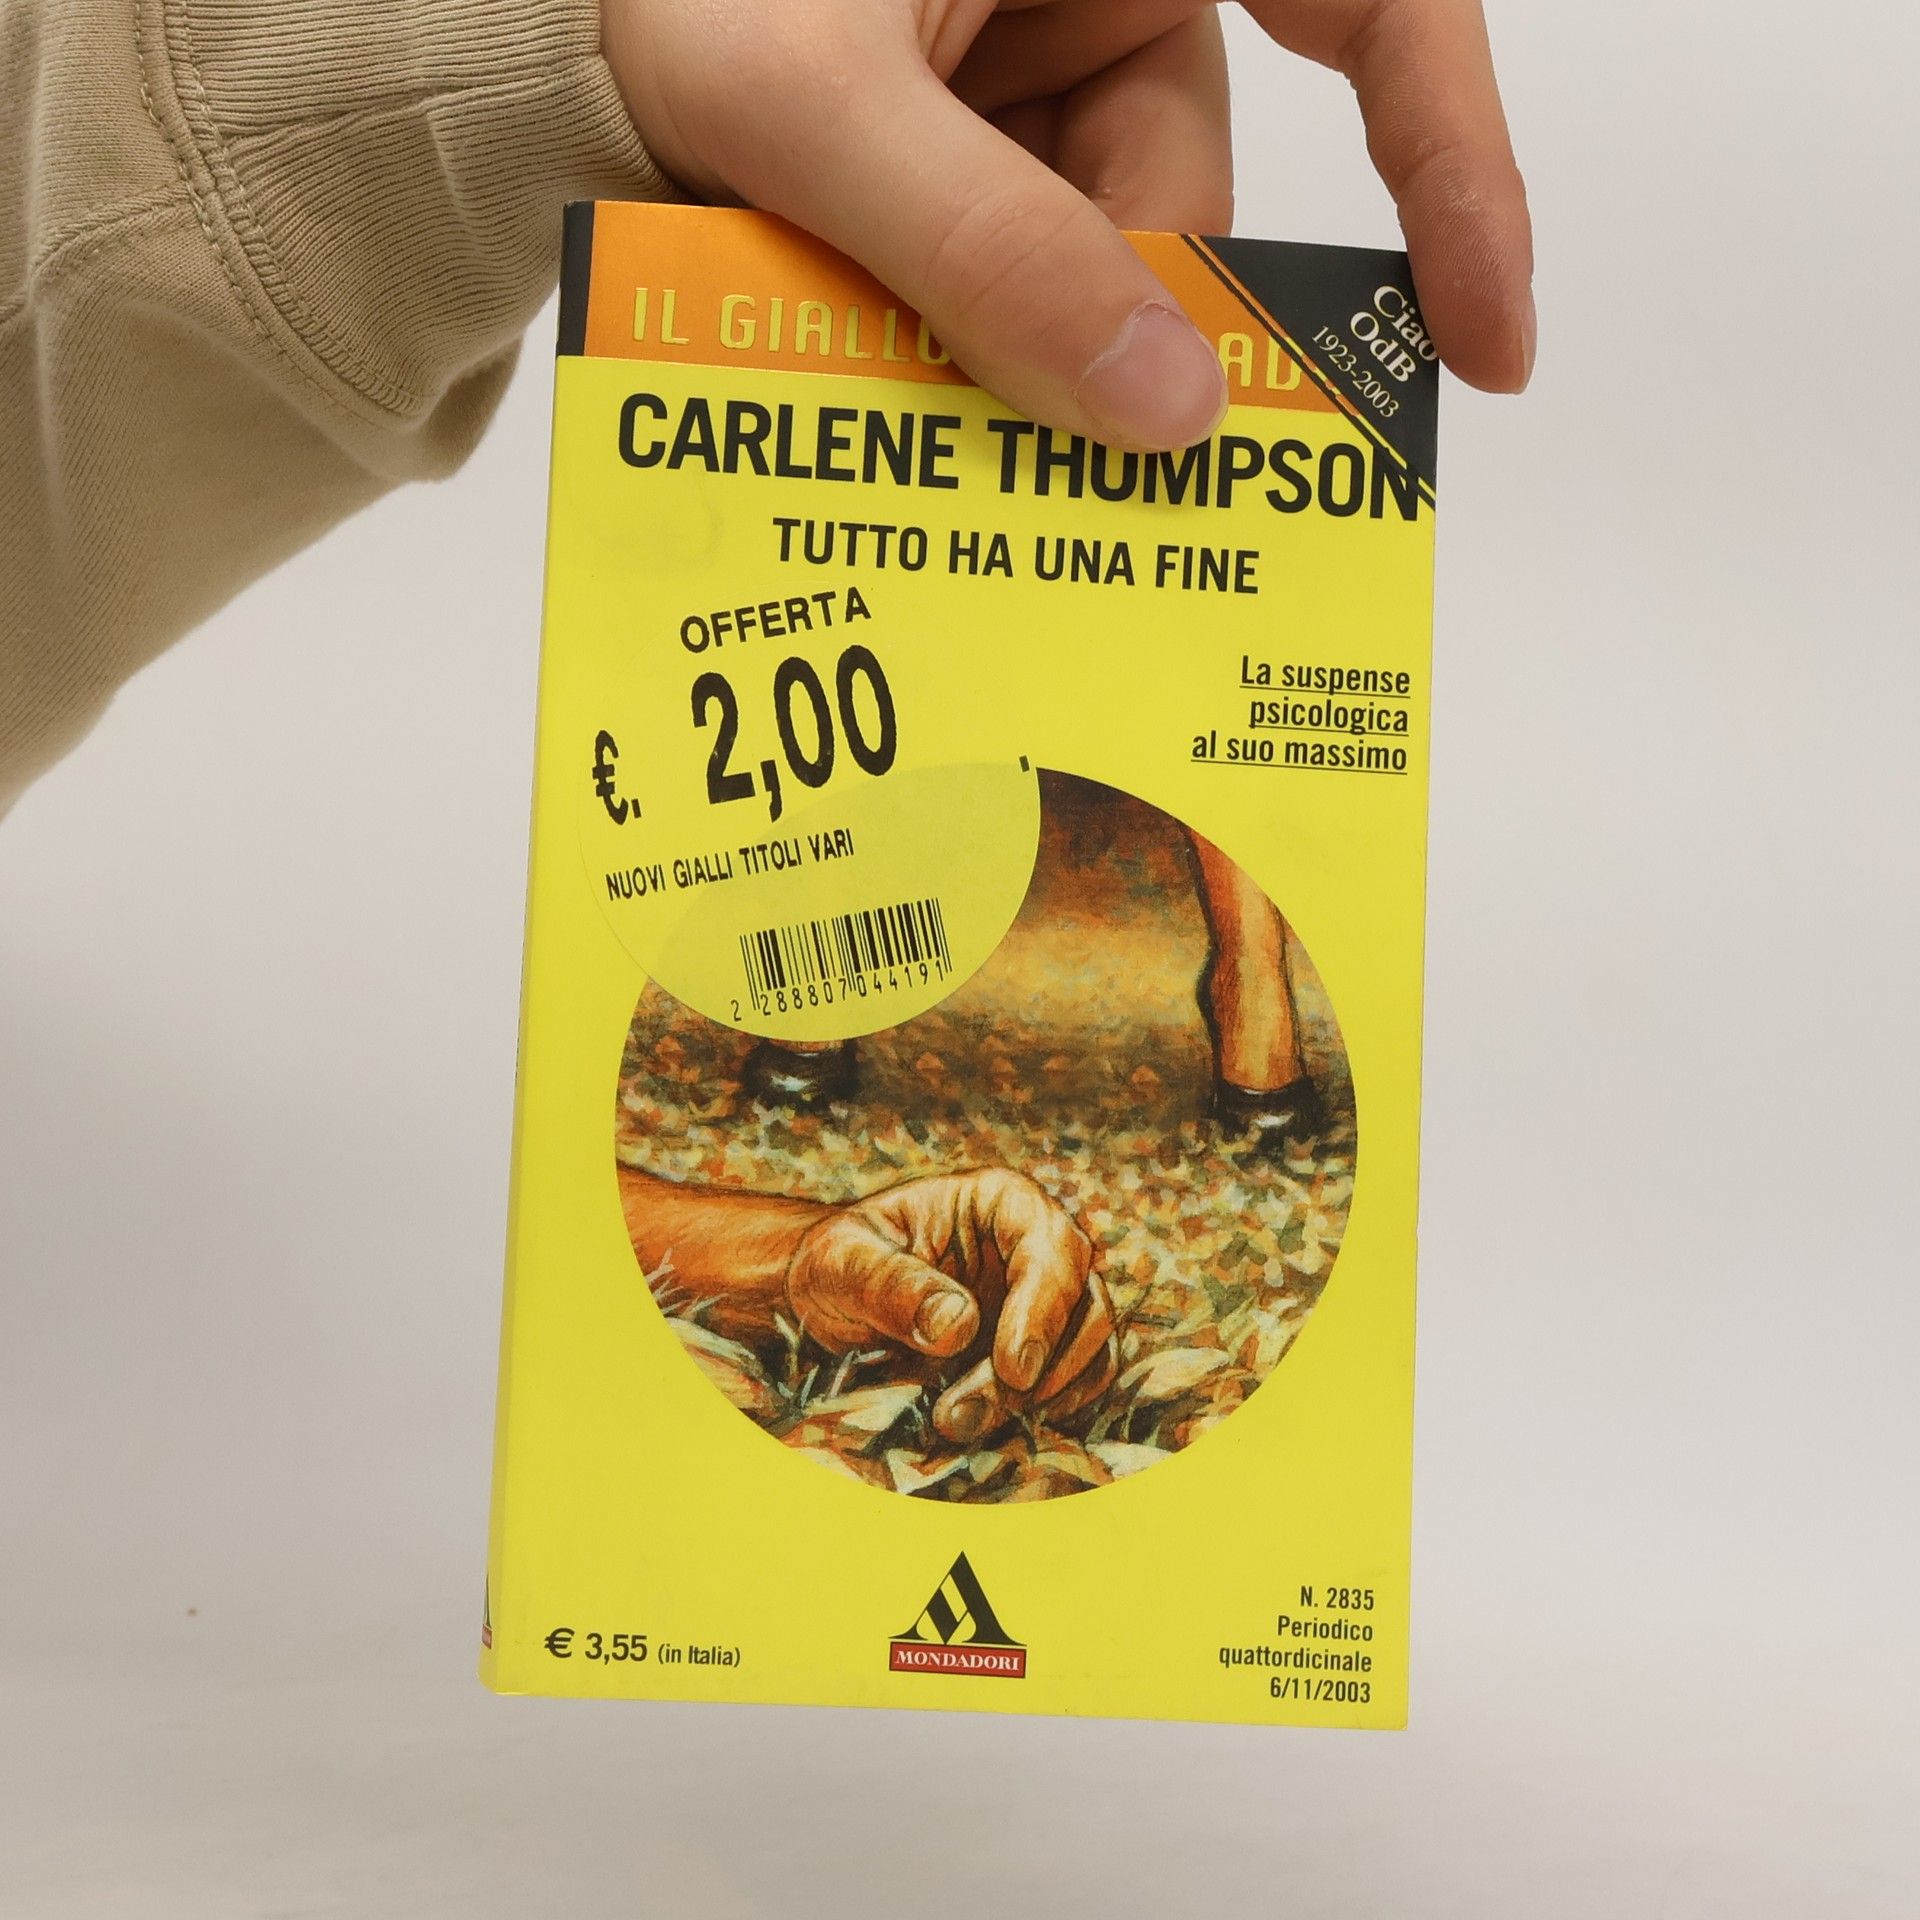 IL GIALLO
Ciao
OdB
1923-2003
CARLENE THOMPSON
TUTTO HA UNA FINE
OFFERTA
€. 2,00
NUOVI GIALLI TITOLI VARI
2 288807 044191
La suspense
psicologica
al suo massimo
€ 3,55 (in Italia)
MONDADORI
N. 2835
Periodico
quattordicinale
6/11/2003